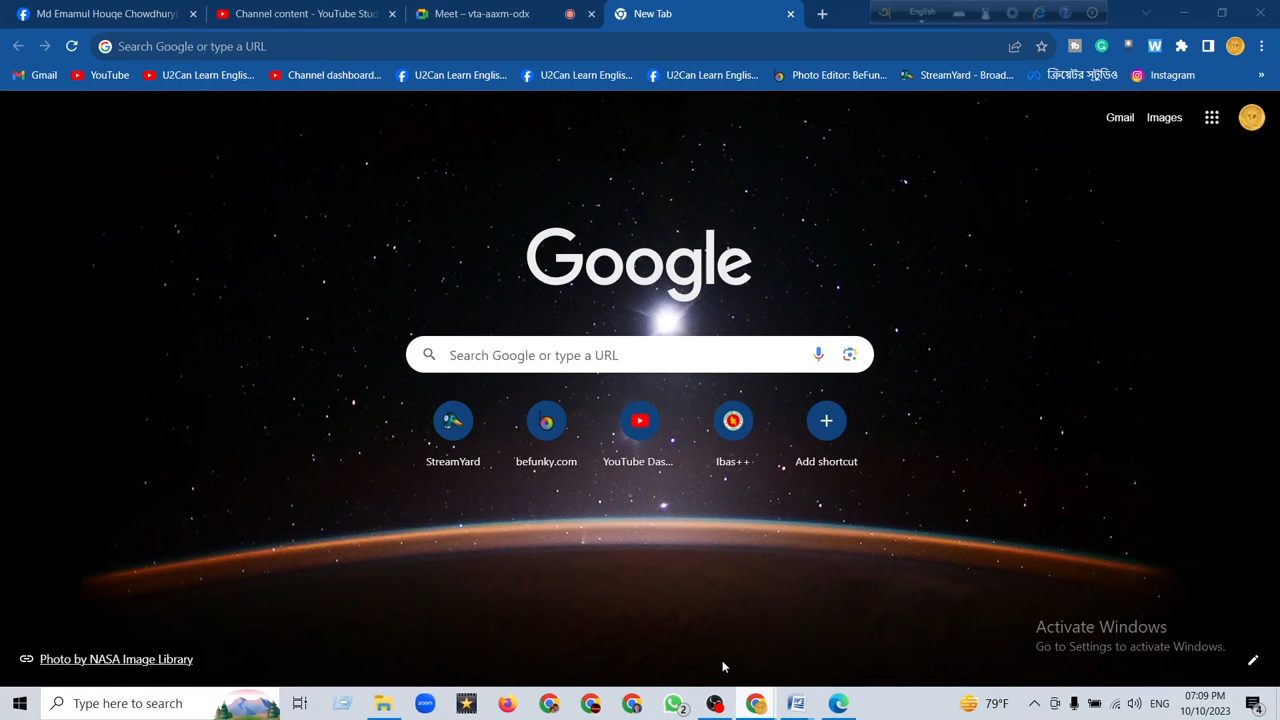 Md Emamul Houqe Chowdhury(
Channel content - YouTube Stud
Meet – vta-aaxm-odx
New Tab
English
Search Google or type a URL
Gmail
YouTube
U2Can Learn Englis...
Channel dashboard...
U2Can Learn Englis...
U2Can Learn Englis...
U2Can Learn Englis...
Photo Editor: BeFun...
StreamYard - Broad...
ক্রিয়েটর স্টুডিও
Instagram
»
Gmail
Images
Google
Search Google or type a URL
StreamYard
befunky.com
YouTube Das...
Ibas++
Add shortcut
Activate Windows
Go to Settings to activate Windows.
Photo by NASA Image Library
Type here to search
zoom
2
79°F
ENG
07:09 PM
10/10/2023
4